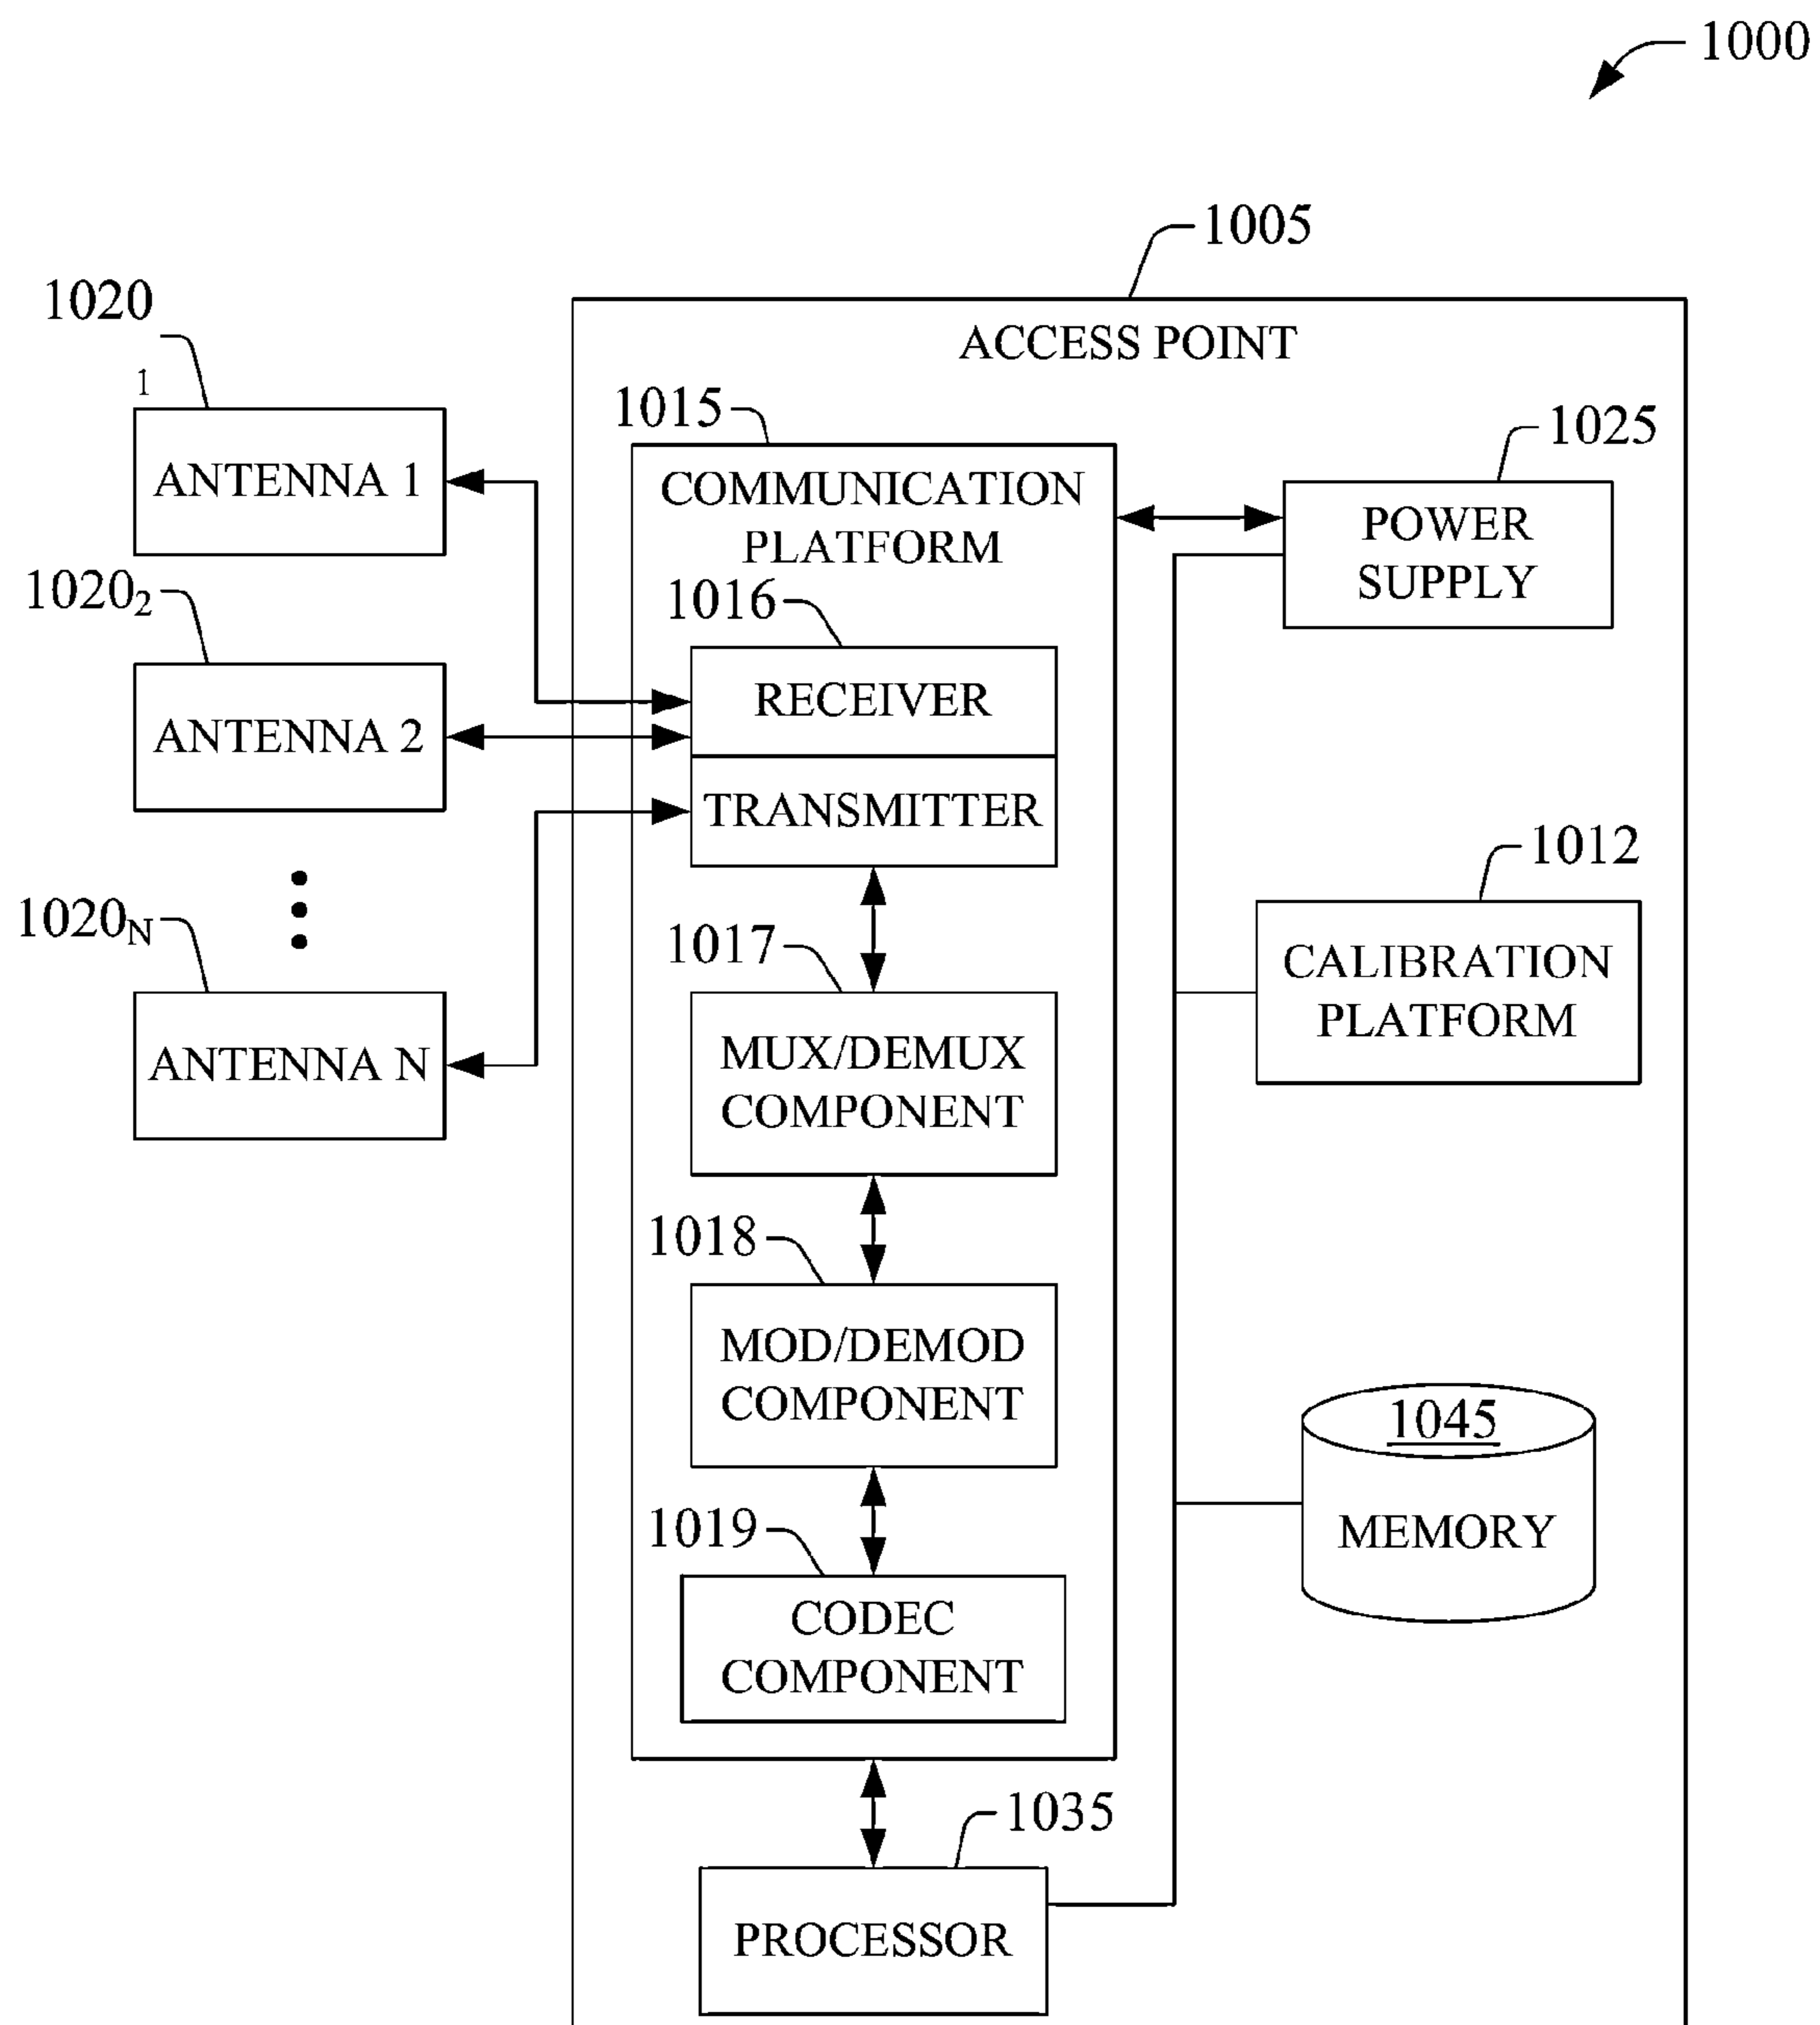 1000
1005
ACCESS POINT
1020
1
ANTENNA 1
1020₂
ANTENNA 2
1020N
ANTENNA N
1015
COMMUNICATION
PLATFORM
1016
RECEIVER
TRANSMITTER
1017
MUX/DEMUX
COMPONENT
1018
MOD/DEMOD
COMPONENT
1019
CODEC
COMPONENT
1035
PROCESSOR
1025
POWER
SUPPLY
1012
CALIBRATION
PLATFORM
1045
MEMORY